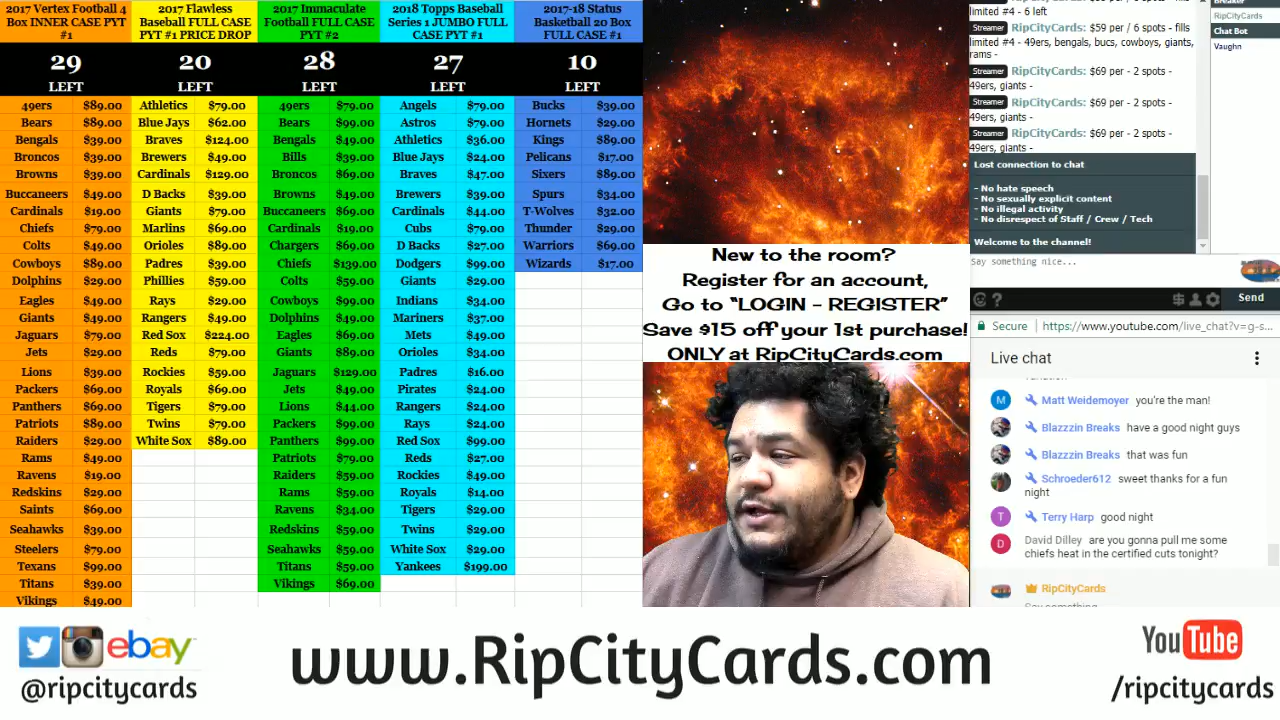 2017 Vertex Football 4
Box INNER CASE PYT
#1
29
LEFT
49ers $89.00
Bears $89.00
Bengals $39.00
Broncos $39.00
Browns $39.00
Buccaneers $49.00
Cardinals $19.00
Chiefs $79.00
Colts $49.00
Cowboys $89.00
Dolphins $29.00
Eagles $49.00
Giants $49.00
Jaguars $79.00
Jets $29.00
Lions $39.00
Packers $69.00
Panthers $69.00
Patriots $89.00
Raiders $29.00
Rams $49.00
Ravens $19.00
Redskins $29.00
Saints $69.00
Seahawks $39.00
Steelers $79.00
Texans $99.00
Titans $39.00
Vikings $49.00
2017 Flawless
Baseball FULL CASE
PYT #1 PRICE DROP
20
LEFT
Athletics $79.00
Blue Jays $62.00
Braves $124.00
Brewers $49.00
Cardinals $129.00
D Backs $39.00
Giants $79.00
Marlins $69.00
Orioles $89.00
Padres $39.00
Phillies $59.00
Rays $29.00
Rangers $49.00
Red Sox $224.00
Reds $79.00
Rockies $59.00
Royals $69.00
Tigers $79.00
Twins $79.00
White Sox $89.00
2017 Immaculate
Football FULL CASE
PYT #2
28
LEFT
49ers $79.00
Bears $99.00
Bengals $49.00
Bills $39.00
Broncos $69.00
Browns $49.00
Buccaneers $69.00
Cardinals $19.00
Chargers $69.00
Chiefs $139.00
Colts $59.00
Cowboys $99.00
Dolphins $49.00
Eagles $69.00
Giants $89.00
Jaguars $129.00
Jets $49.00
Lions $44.00
Packers $99.00
Panthers $99.00
Patriots $79.00
Raiders $59.00
Rams $59.00
Ravens $34.00
Redskins $59.00
Seahawks $59.00
Titans $59.00
Vikings $69.00
2018 Topps Baseball
Series 1 JUMBO FULL
CASE PYT #1
27
LEFT
Angels $79.00
Astros $79.00
Athletics $36.00
Blue Jays $24.00
Braves $47.00
Brewers $39.00
Cardinals $44.00
Cubs $79.00
D Backs $27.00
Dodgers $99.00
Giants $29.00
Indians $34.00
Mariners $37.00
Mets $49.00
Orioles $34.00
Padres $16.00
Pirates $24.00
Rangers $24.00
Rays $24.00
Red Sox $99.00
Reds $27.00
Rockies $49.00
Royals $14.00
Tigers $29.00
Twins $29.00
White Sox $29.00
Yankees $199.00
2017-18 Status
Basketball 20 Box
FULL CASE #1
10
LEFT
Bucks $39.00
Hornets $29.00
Kings $89.00
Pelicans $17.00
Sixers $89.00
Spurs $34.00
T-Wolves $32.00
Thunder $29.00
Warriors $69.00
Wizards $17.00
New to the room?
Register for an account,
Go to “LOGIN - REGISTER”
Save $15 off your 1st purchase!
ONLY at RipCityCards.com
limited #4 - 6 left
Streamer RipCityCards: $59 per / 6 spots - fills
limited #4 - 49ers, bengals, bucs, cowboys, giants,
rams -
Streamer RipCityCards: $69 per - 2 spots -
49ers, giants -
Streamer RipCityCards: $69 per - 2 spots -
49ers, giants -
Streamer RipCityCards: $69 per - 2 spots -
49ers, giants -
Lost connection to chat
- No hate speech
- No sexually explicit content
- No illegal activity
- No disrespect of Staff / Crew / Tech
Welcome to the channel!
RipCityCards
Chat Bot
Vaughn
Say something nice...
Send
Secure https://www.youtube.com/live_chat?v=g-s...
Live chat
M Matt Weidemoyer you're the man!
Blazzzin Breaks have a good night guys
Blazzzin Breaks that was fun
Schroeder612 sweet thanks for a fun
night
T Terry Harp good night
D David Dilley are you gonna pull me some
chiefs heat in the certified cuts tonight?
RipCityCards
ebay
@ripcitycards
www.RipCityCards.com
YouTube
/ripcitycards